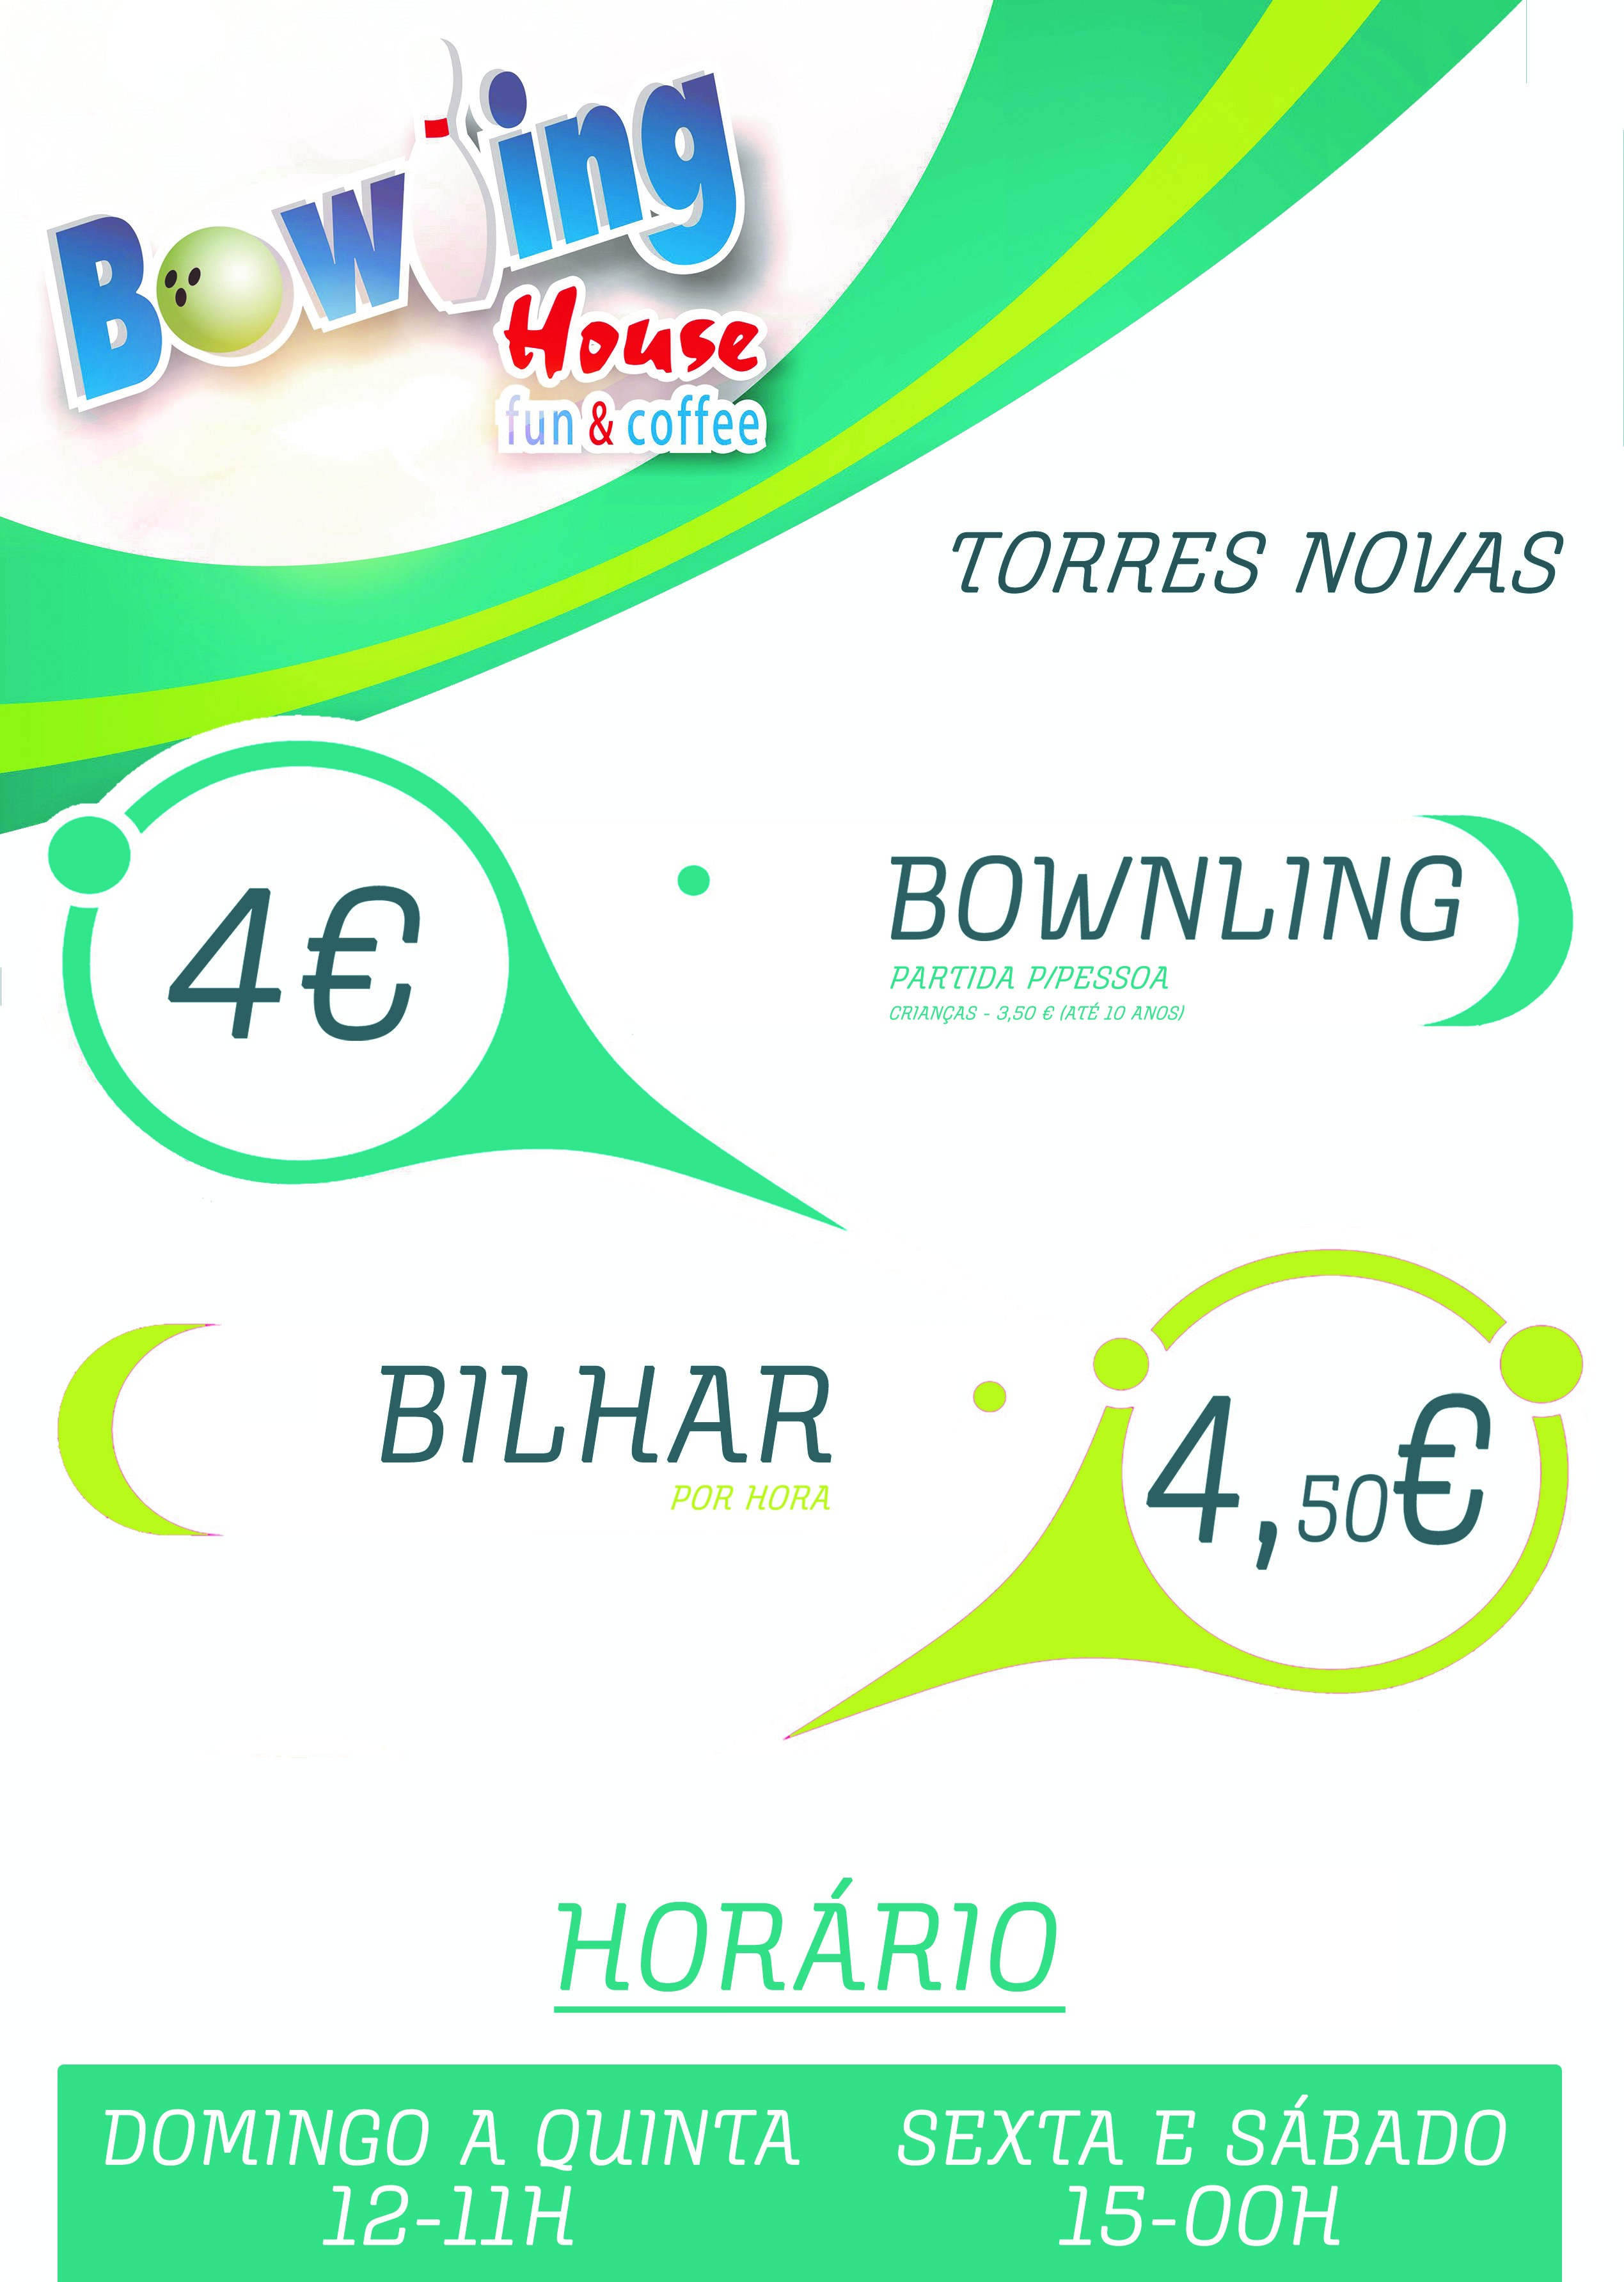 Bowling
House
fun & coffee
TORRES NOVAS
4€
BOWNLING
PARTIDA P/PESSOA
CRIANÇAS - 3,50 € (ATÉ 10 ANOS)
BILHAR
POR HORA
4,50€
HORÁRIO
DOMINGO A QUINTA
12-11H
SEXTA E SÁBADO
15-00H